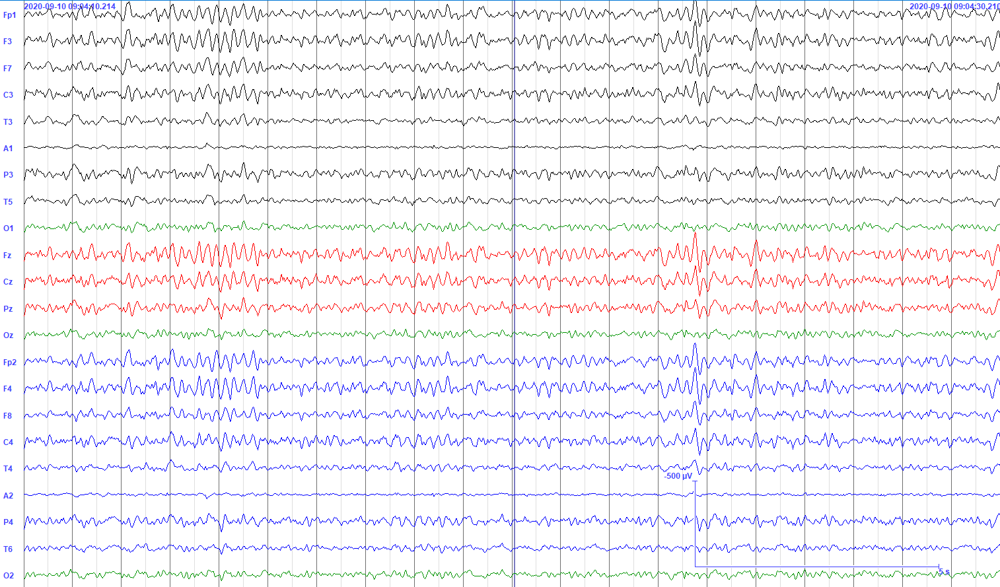 2020-09-10 09:04:10.214
2020-09-10 09:04:30.210
Fp1
F3
F7
C3
T3
A1
P3
T5
O1
Fz
Cz
Pz
Oz
Fp2
F4
F8
C4
T4
-500 µV
A2
P4
T6
5 s
O2